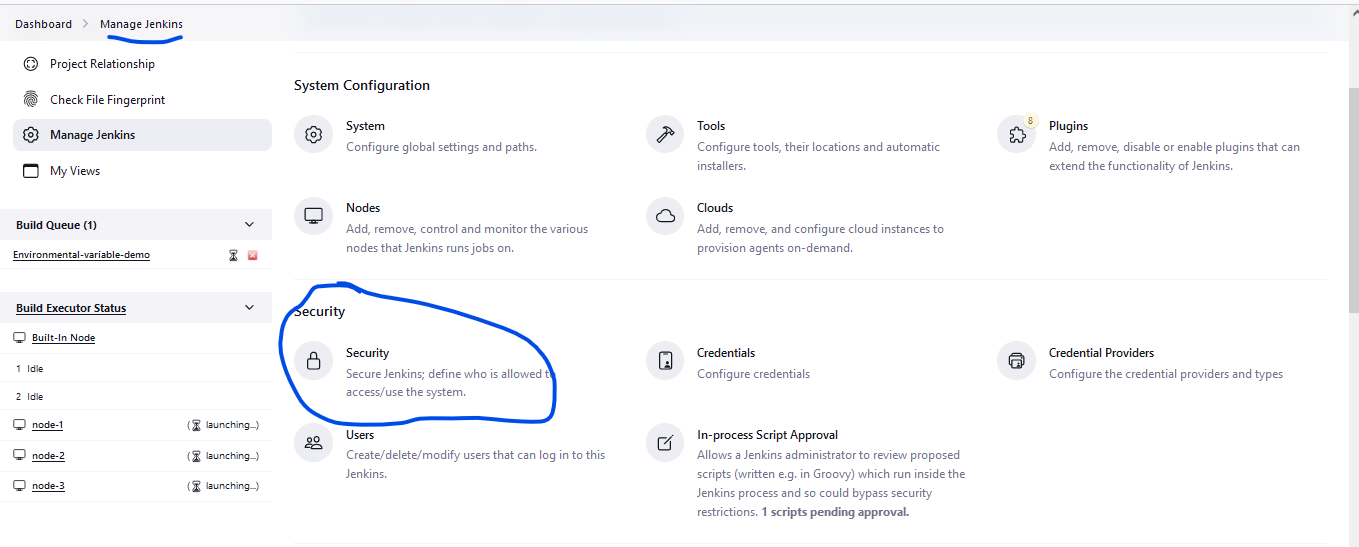 Dashboard > Manage Jenkins
Project Relationship
Check File Fingerprint
Manage Jenkins
My Views
Build Queue (1)
Environmental-variable-demo
Build Executor Status
Built-In Node
1 Idle
2 Idle
node-1 (launching...)
node-2 (launching...)
node-3 (launching...)
System Configuration
System
Configure global settings and paths.
Tools
Configure tools, their locations and automatic
installers.
8
Plugins
Add, remove, disable or enable plugins that can
extend the functionality of Jenkins.
Nodes
Add, remove, control and monitor the various
nodes that Jenkins runs jobs on.
Clouds
Add, remove, and configure cloud instances to
provision agents on-demand.
Security
Security
Secure Jenkins; define who is allowed to
access/use the system.
Credentials
Configure credentials
Credential Providers
Configure the credential providers and types
Users
Create/delete/modify users that can log in to this
Jenkins.
In-process Script Approval
Allows a Jenkins administrator to review proposed
scripts (written e.g. in Groovy) which run inside the
Jenkins process and so could bypass security
restrictions. 1 scripts pending approval.